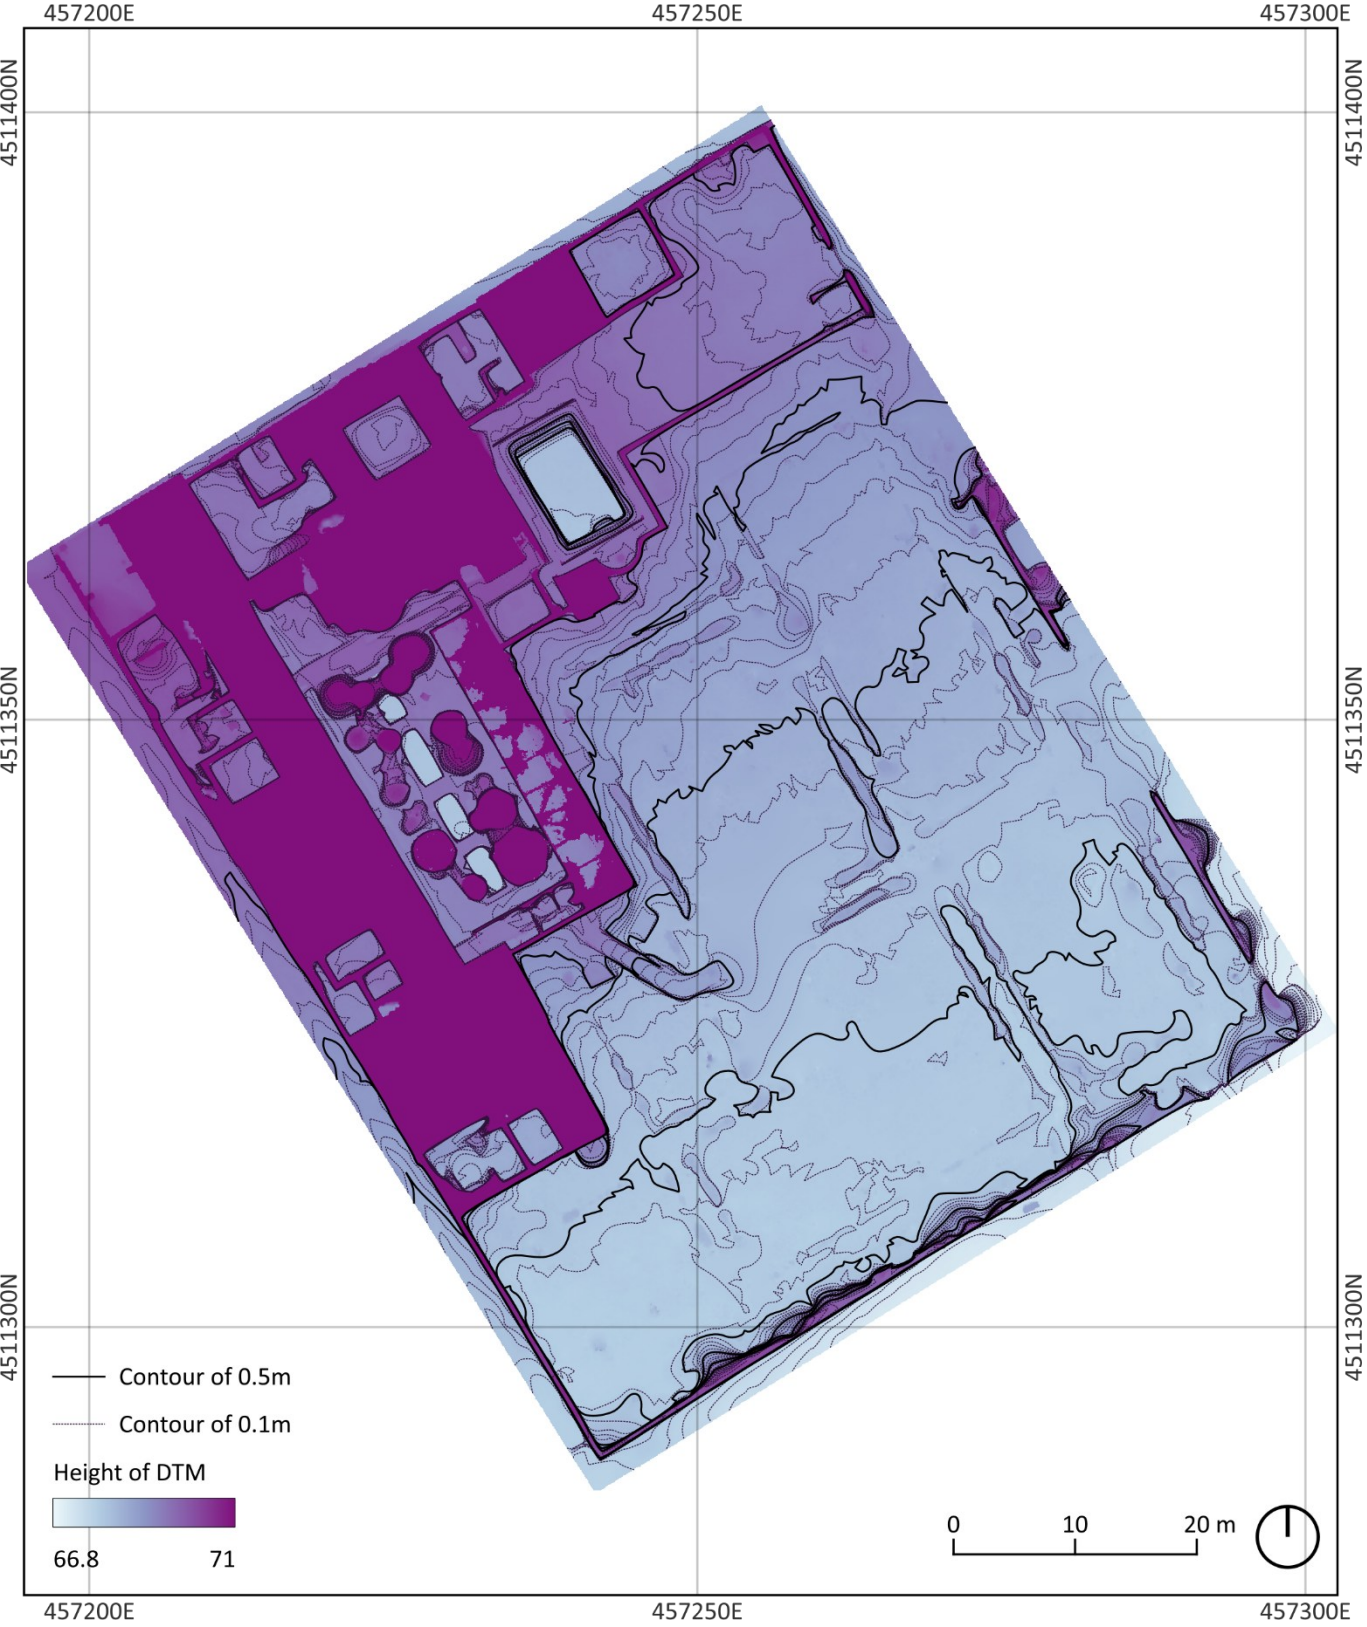 457200E 457250E 457300E
4511400N 4511400N
4511350N 4511350N
4511300N 4511300N
Contour of 0.5m
Contour of 0.1m
Height of DTM
66.8 71
0 10 20 m
457200E 457250E 457300E